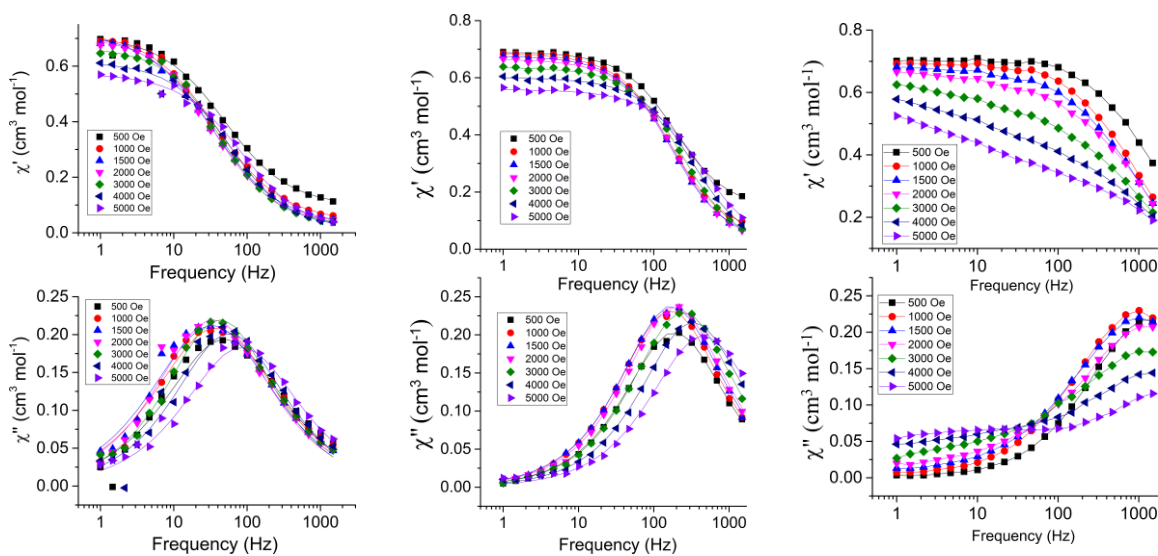 χ' (cm³ mol⁻¹)
0.8
0.7
0.6
0.5
0.4
0.3
0.2
0.1
0.0
500 Oe
1000 Oe
1500 Oe
2000 Oe
3000 Oe
4000 Oe
5000 Oe
1 10 100 1000
Frequency (Hz)
χ' (cm³ mol⁻¹)
0.8
0.6
0.4
0.2
0.0
500 Oe
1000 Oe
1500 Oe
2000 Oe
3000 Oe
4000 Oe
5000 Oe
1 10 100 1000
Frequency (Hz)
χ' (cm³ mol⁻¹)
0.8
0.6
0.4
0.2
500 Oe
1000 Oe
1500 Oe
2000 Oe
3000 Oe
4000 Oe
5000 Oe
1 10 100 1000
Frequency (Hz)
χ" (cm³ mol⁻¹)
0.25
0.20
0.15
0.10
0.05
0.00
500 Oe
1000 Oe
1500 Oe
2000 Oe
3000 Oe
4000 Oe
5000 Oe
1 10 100 1000
Frequency (Hz)
χ" (cm³ mol⁻¹)
0.25
0.20
0.15
0.10
0.05
0.00
500 Oe
1000 Oe
1500 Oe
2000 Oe
3000 Oe
4000 Oe
5000 Oe
1 10 100 1000
Frequency (Hz)
χ" (cm³ mol⁻¹)
0.25
0.20
0.15
0.10
0.05
0.00
500 Oe
1000 Oe
1500 Oe
2000 Oe
3000 Oe
4000 Oe
5000 Oe
1 10 100 1000
Frequency (Hz)